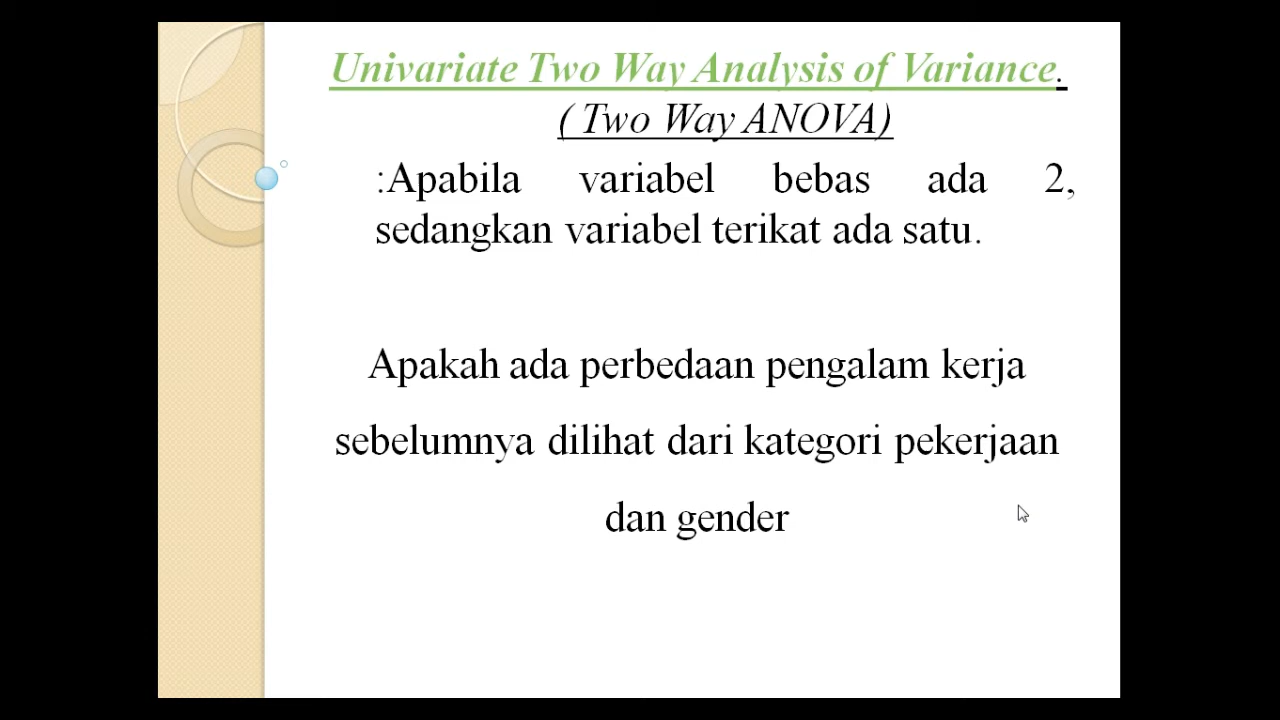 Univariate Two Way Analysis of Variance.
( Two Way ANOVA)
:Apabila variabel bebas ada 2,
sedangkan variabel terikat ada satu.
Apakah ada perbedaan pengalam kerja
sebelumnya dilihat dari kategori pekerjaan
dan gender